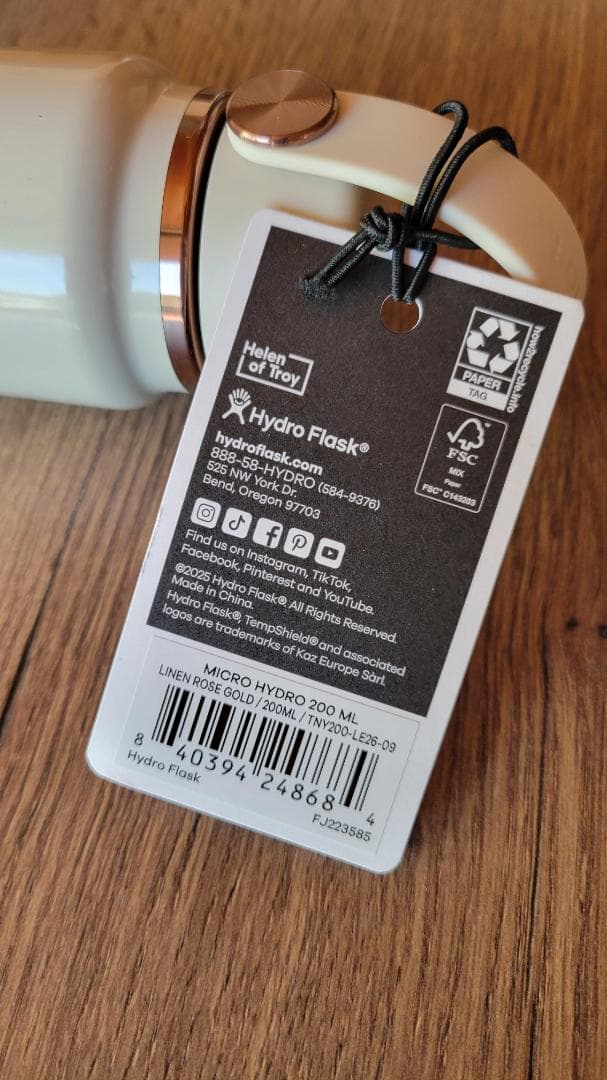 Helen
of Troy
Hydro Flask®
hydroflask.com
888-58-HYDRO (584-9376)
525 NW York Dr.
Bend, Oregon 97703
Find us on Instagram, TikTok,
Facebook, Pinterest and YouTube.
©2025 Hydro Flask® All Rights Reserved.
Made in China.
Hydro Flask® TempShield® and associated
logos are trademarks of Kaz Europe Sàrl.
PAPER
TAG
how2recycle.info
FSC
MIX
Paper
FSC™ C143203
MICRO HYDRO 200 ML
LINEN ROSE GOLD / 200ML / TNY200-LE26-09
8 40394 24868 4
Hydro Flask
FJ223585